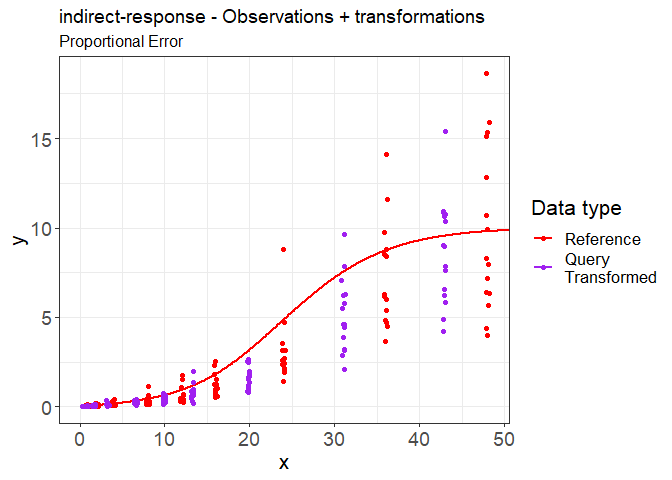 indirect-response - Observations + transformations
Proportional Error
y
15
10
5
0
0 10 20 30 40 50
x
Data type
Reference
Query
Transformed